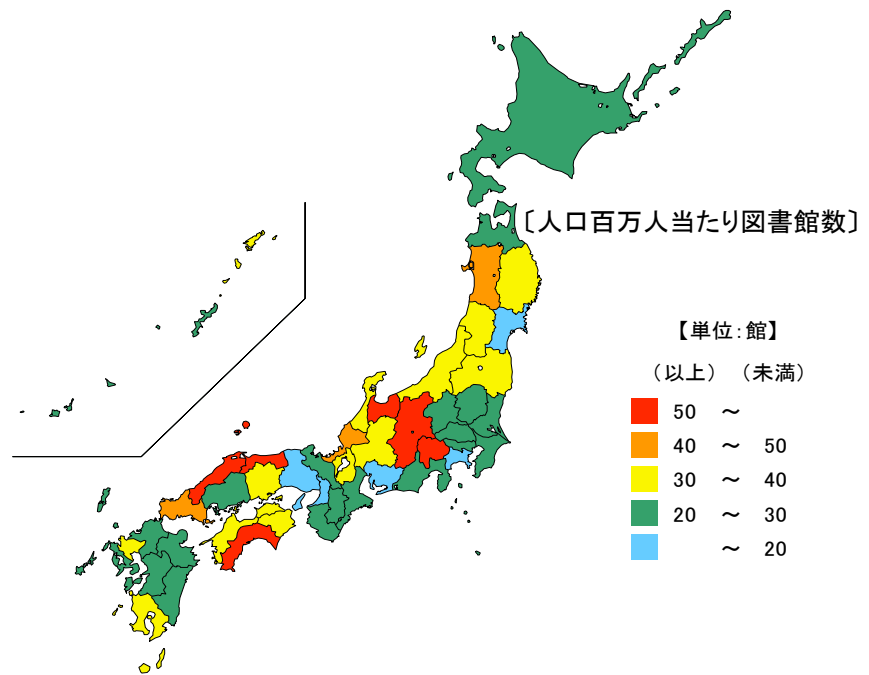 〔人口百万人当たり図書館数〕
【単位:館】
（以上） （未満）
50 ～
40 ～ 50
30 ～ 40
20 ～ 30
～ 20